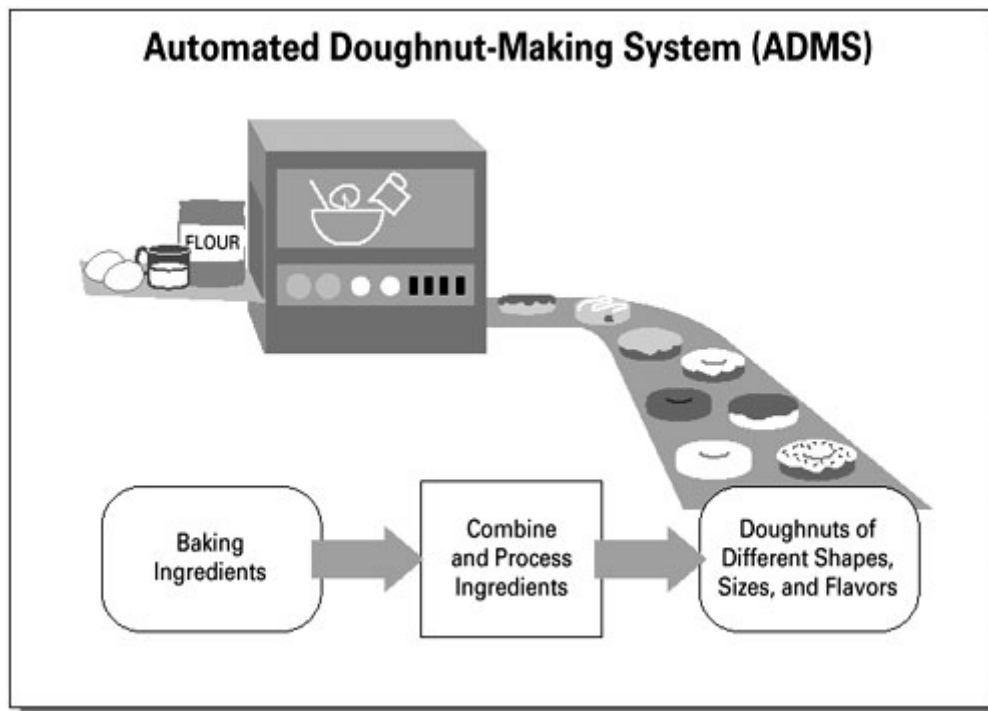 Automated Doughnut-Making System (ADMS)
FLOUR
Baking
Ingredients
Combine
and Process
Ingredients
Doughnuts of
Different Shapes,
Sizes, and Flavors